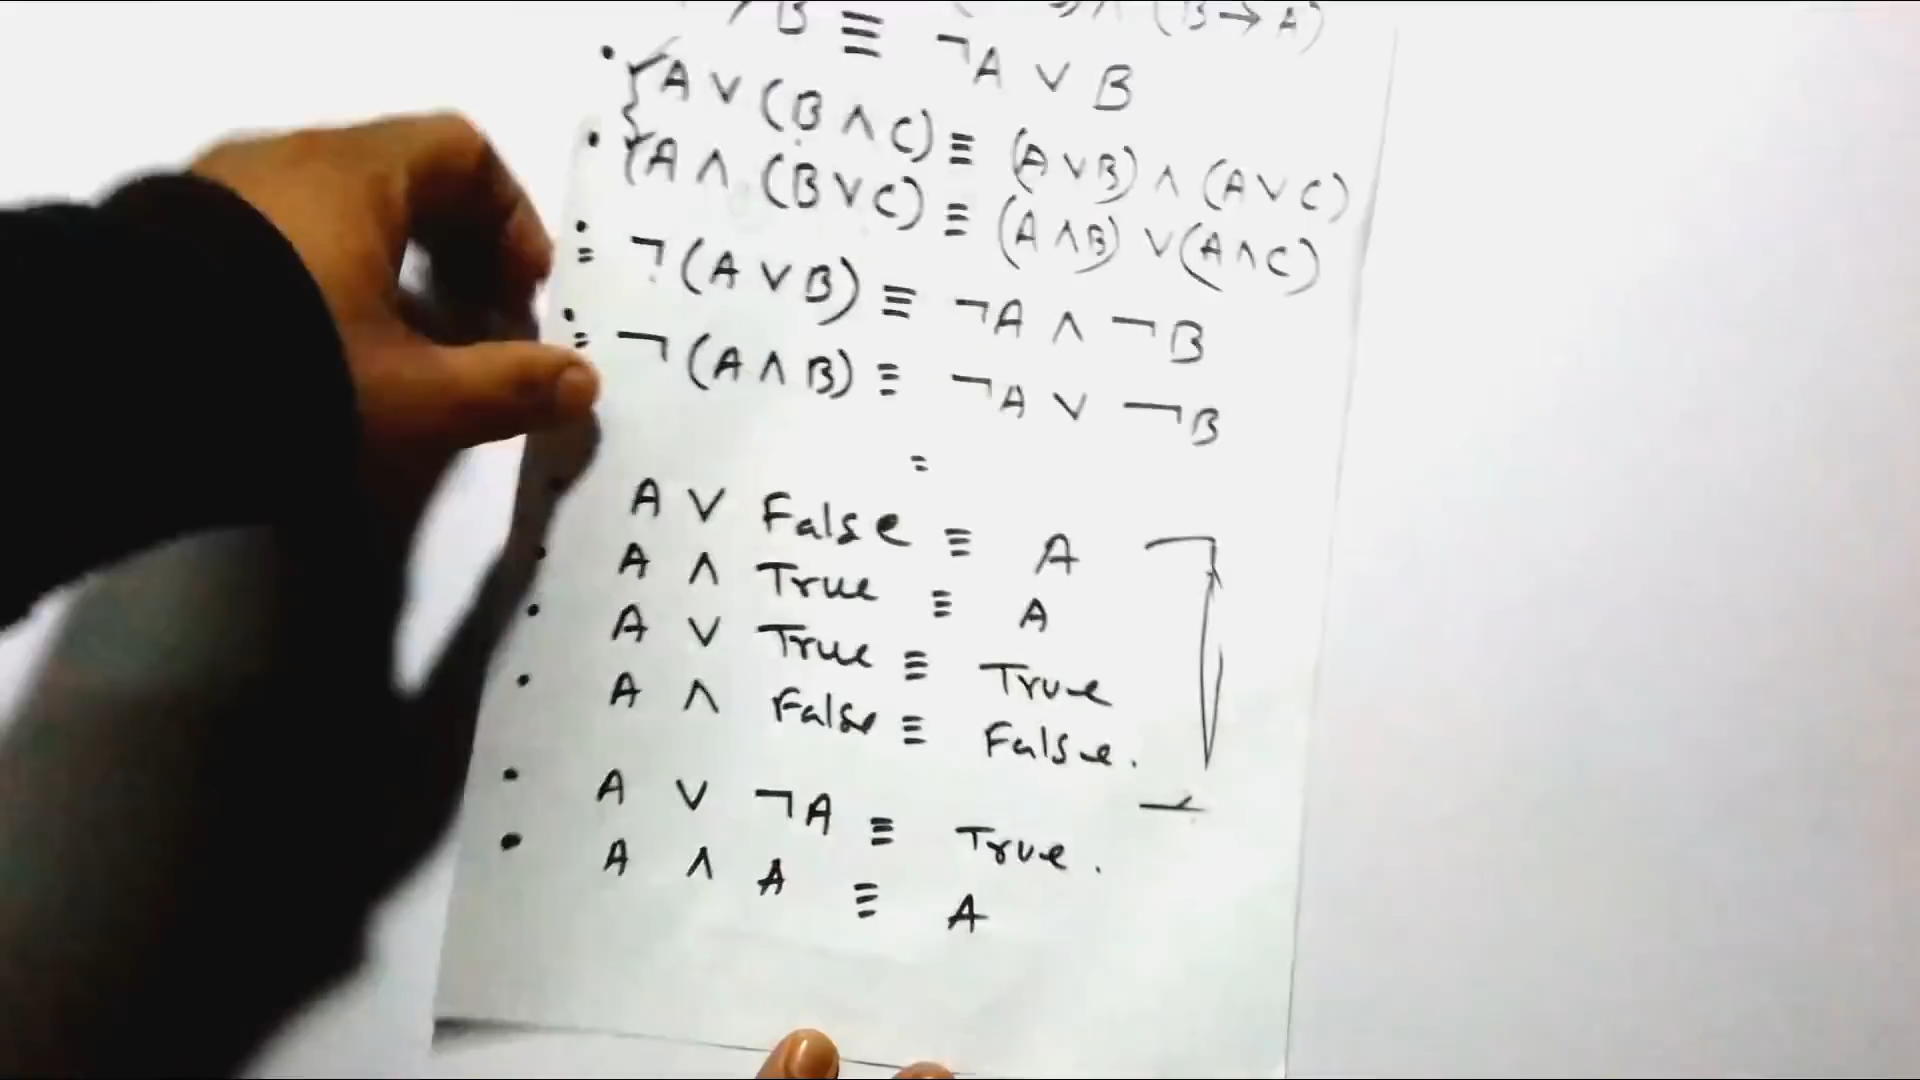 ∧ (B → A)
B ≡ ¬A ∨ B
• { A ∨ (B ∧ C) ≡ (A ∨ B) ∧ (A ∨ C)
• { A ∧ (B ∨ C) ≡ (A ∧ B) ∨ (A ∧ C)
• ¬(A ∨ B) ≡ ¬A ∧ ¬B
• ¬(A ∧ B) ≡ ¬A ∨ ¬B
=
A ∨ False ≡ A
• A ∧ True ≡ A
• A ∨ True ≡ True
• A ∧ False ≡ False.
• A ∨ ¬A ≡ True.
• A ∧ A ≡ A